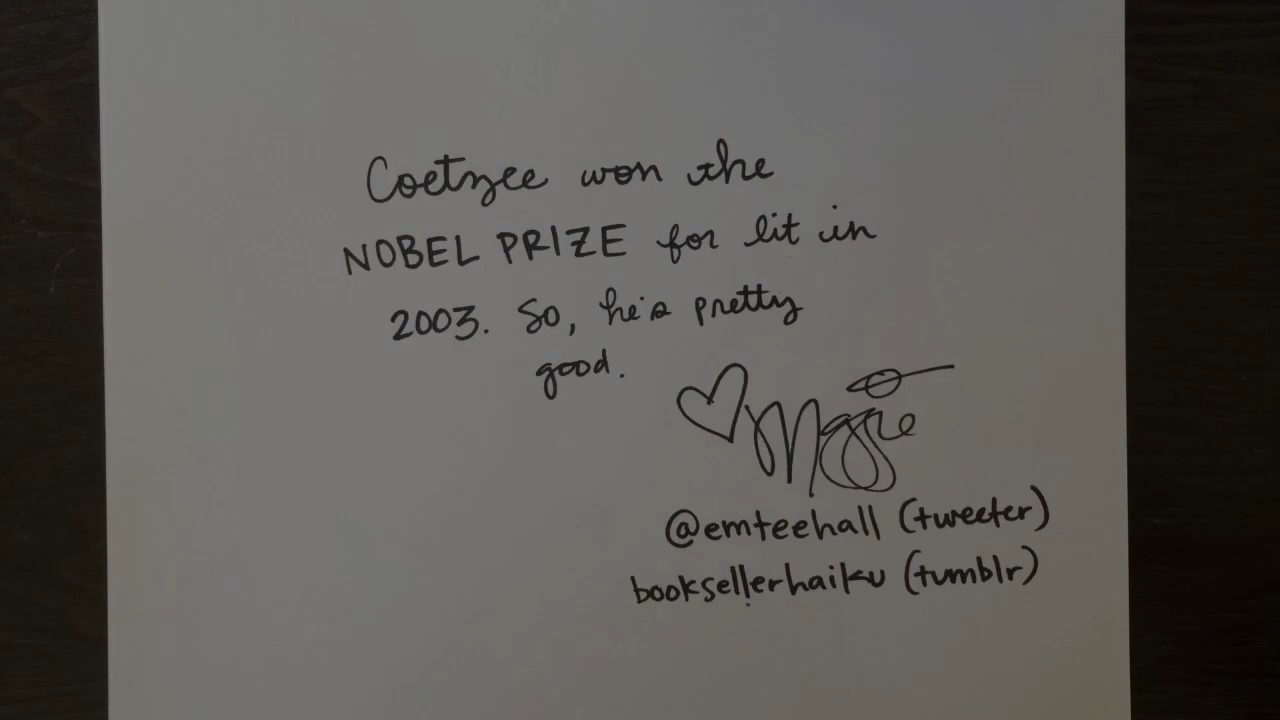 Coetzee won the
NOBEL PRIZE for lit in
2003. So, he's pretty
good.
♡ Maggie
@emteehall (tweeter)
booksellerhaiku (tumblr)